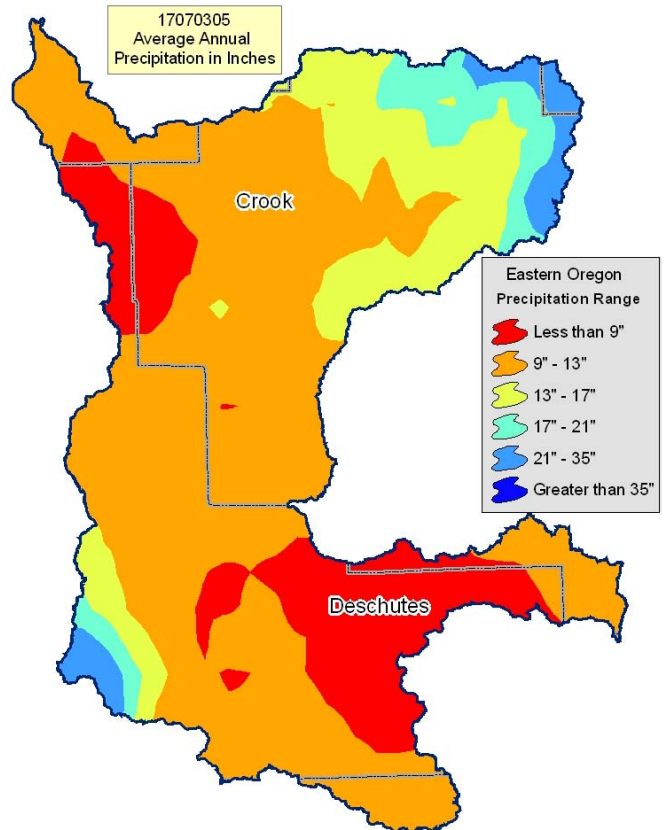 17070305
Average Annual
Precipitation in Inches
Crook
Eastern Oregon
Precipitation Range
Less than 9"
9" - 13"
13" - 17"
17" - 21"
21" - 35"
Greater than 35"
Deschutes